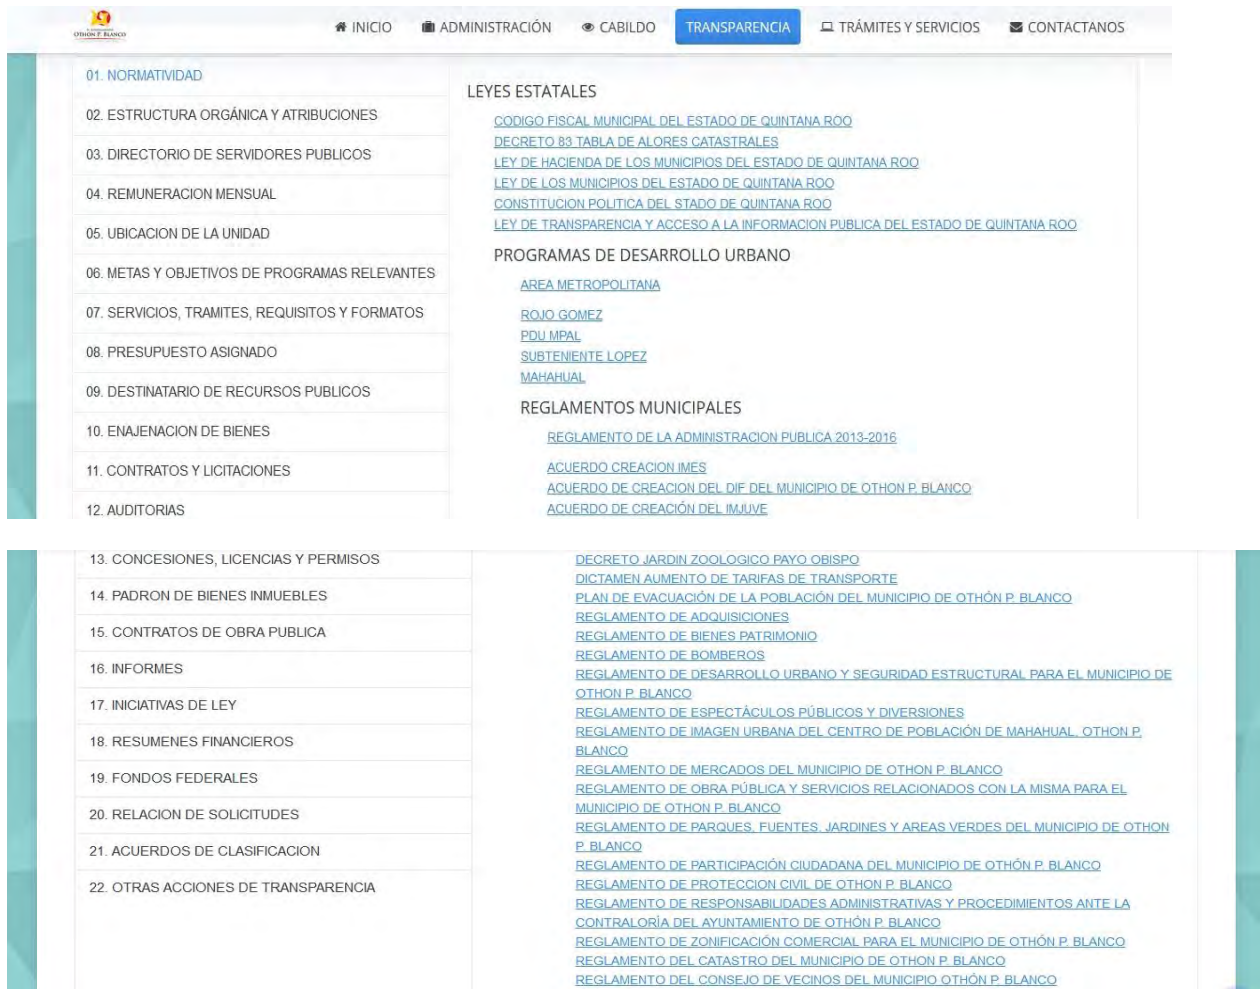 OTHÓN P. BLANCO
INICIO
ADMINISTRACIÓN
CABILDO
TRANSPARENCIA
TRÁMITES Y SERVICIOS
CONTACTANOS
01. NORMATIVIDAD
02. ESTRUCTURA ORGÁNICA Y ATRIBUCIONES
03. DIRECTORIO DE SERVIDORES PUBLICOS
04. REMUNERACION MENSUAL
05. UBICACION DE LA UNIDAD
06. METAS Y OBJETIVOS DE PROGRAMAS RELEVANTES
07. SERVICIOS, TRAMITES, REQUISITOS Y FORMATOS
08. PRESUPUESTO ASIGNADO
09. DESTINATARIO DE RECURSOS PUBLICOS
10. ENAJENACION DE BIENES
11. CONTRATOS Y LICITACIONES
12. AUDITORIAS
LEYES ESTATALES
CODIGO FISCAL MUNICIPAL DEL ESTADO DE QUINTANA ROO
DECRETO 83 TABLA DE ALORES CATASTRALES
LEY DE HACIENDA DE LOS MUNICIPIOS DEL ESTADO DE QUINTANA ROO
LEY DE LOS MUNICIPIOS DEL ESTADO DE QUINTANA ROO
CONSTITUCION POLITICA DEL STADO DE QUINTANA ROO
LEY DE TRANSPARENCIA Y ACCESO A LA INFORMACION PUBLICA DEL ESTADO DE QUINTANA ROO
PROGRAMAS DE DESARROLLO URBANO
AREA METROPOLITANA
ROJO GOMEZ
PDU MPAL
SUBTENIENTE LOPEZ
MAHAHUAL
REGLAMENTOS MUNICIPALES
REGLAMENTO DE LA ADMINISTRACION PUBLICA 2013-2016
ACUERDO CREACION IMES
ACUERDO DE CREACION DEL DIF DEL MUNICIPIO DE OTHON P. BLANCO
ACUERDO DE CREACIÓN DEL IMJUVE
13. CONCESIONES, LICENCIAS Y PERMISOS
14. PADRON DE BIENES INMUEBLES
15. CONTRATOS DE OBRA PUBLICA
16. INFORMES
17. INICIATIVAS DE LEY
18. RESUMENES FINANCIEROS
19. FONDOS FEDERALES
20. RELACION DE SOLICITUDES
21. ACUERDOS DE CLASIFICACION
22. OTRAS ACCIONES DE TRANSPARENCIA
DECRETO JARDIN ZOOLOGICO PAYO OBISPO
DICTAMEN AUMENTO DE TARIFAS DE TRANSPORTE
PLAN DE EVACUACIÓN DE LA POBLACIÓN DEL MUNICIPIO DE OTHÓN P. BLANCO
REGLAMENTO DE ADQUISICIONES
REGLAMENTO DE BIENES PATRIMONIO
REGLAMENTO DE BOMBEROS
REGLAMENTO DE DESARROLLO URBANO Y SEGURIDAD ESTRUCTURAL PARA EL MUNICIPIO DE
OTHON P. BLANCO
REGLAMENTO DE ESPECTÁCULOS PÚBLICOS Y DIVERSIONES
REGLAMENTO DE IMAGEN URBANA DEL CENTRO DE POBLACIÓN DE MAHAHUAL, OTHON P.
BLANCO
REGLAMENTO DE MERCADOS DEL MUNICIPIO DE OTHON P. BLANCO
REGLAMENTO DE OBRA PÚBLICA Y SERVICIOS RELACIONADOS CON LA MISMA PARA EL
MUNICIPIO DE OTHON P. BLANCO
REGLAMENTO DE PARQUES, FUENTES, JARDINES Y AREAS VERDES DEL MUNICIPIO DE OTHON
P. BLANCO
REGLAMENTO DE PARTICIPACIÓN CIUDADANA DEL MUNICIPIO DE OTHÓN P. BLANCO
REGLAMENTO DE PROTECCION CIVIL DE OTHON P. BLANCO
REGLAMENTO DE RESPONSABILIDADES ADMINISTRATIVAS Y PROCEDIMIENTOS ANTE LA
CONTRALORÌA DEL AYUNTAMIENTO DE OTHÓN P. BLANCO
REGLAMENTO DE ZONIFICACIÓN COMERCIAL PARA EL MUNICIPIO DE OTHÓN P. BLANCO
REGLAMENTO DEL CATASTRO DEL MUNICIPIO DE OTHON P. BLANCO
REGLAMENTO DEL CONSEJO DE VECINOS DEL MUNICIPIO OTHÓN P. BLANCO